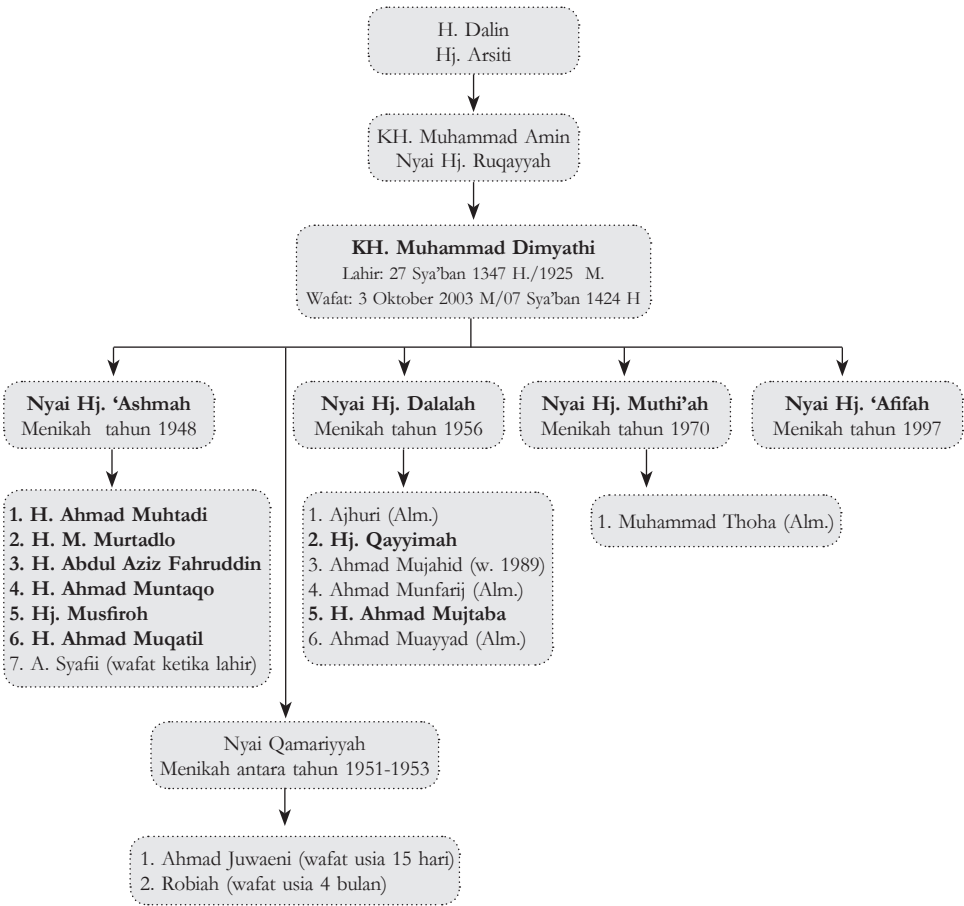 H. Dalin
Hj. Arsiti
KH. Muhammad Amin
Nyai Hj. Ruqayyah
KH. Muhammad Dimyathi
Lahir: 27 Sya’ban 1347 H./1925 M.
Wafat: 3 Oktober 2003 M/07 Sya’ban 1424 H
Nyai Hj. ‘Ashmah
Menikah tahun 1948
Nyai Hj. Dalalah
Menikah tahun 1956
Nyai Hj. Muthi’ah
Menikah tahun 1970
Nyai Hj. ‘Afifah
Menikah tahun 1997
1. H. Ahmad Muhtadi
2. H. M. Murtadlo
3. H. Abdul Aziz Fahruddin
4. H. Ahmad Muntaqo
5. Hj. Musfiroh
6. H. Ahmad Muqatil
7. A. Syafii (wafat ketika lahir)
1. Ajhuri (Alm.)
2. Hj. Qayyimah
3. Ahmad Mujahid (w. 1989)
4. Ahmad Munfarij (Alm.)
5. H. Ahmad Mujtaba
6. Ahmad Muayyad (Alm.)
1. Muhammad Thoha (Alm.)
Nyai Qamariyyah
Menikah antara tahun 1951-1953
1. Ahmad Juwaeni (wafat usia 15 hari)
2. Robiah (wafat usia 4 bulan)